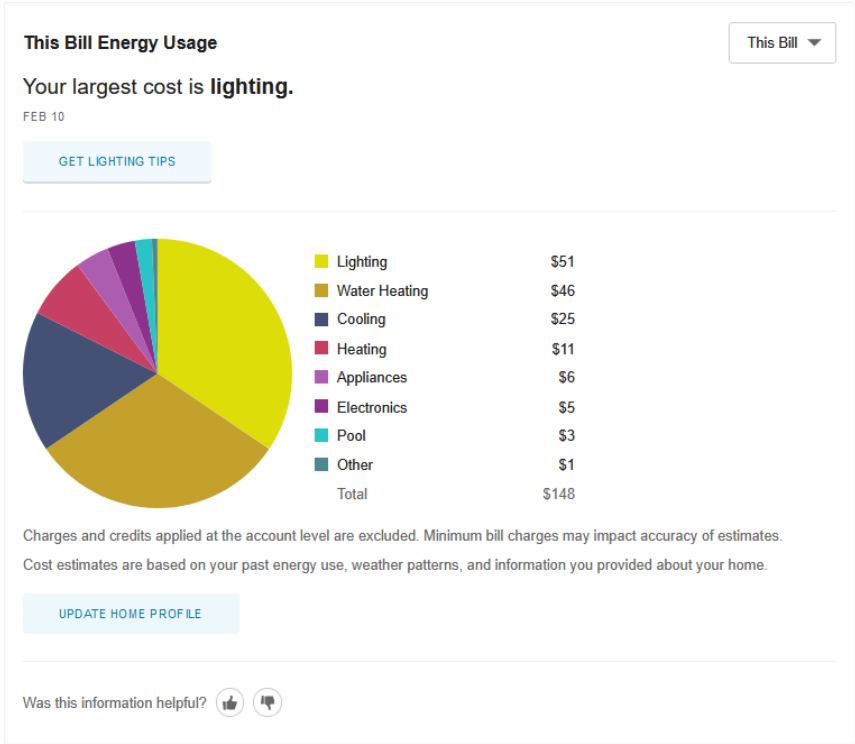 This Bill Energy Usage
This Bill
Your largest cost is lighting.
FEB 10
GET LIGHTING TIPS
Lighting $51
Water Heating $46
Cooling $25
Heating $11
Appliances $6
Electronics $5
Pool $3
Other $1
Total $148
Charges and credits applied at the account level are excluded. Minimum bill charges may impact accuracy of estimates.
Cost estimates are based on your past energy use, weather patterns, and information you provided about your home.
UPDATE HOME PROFILE
Was this information helpful?